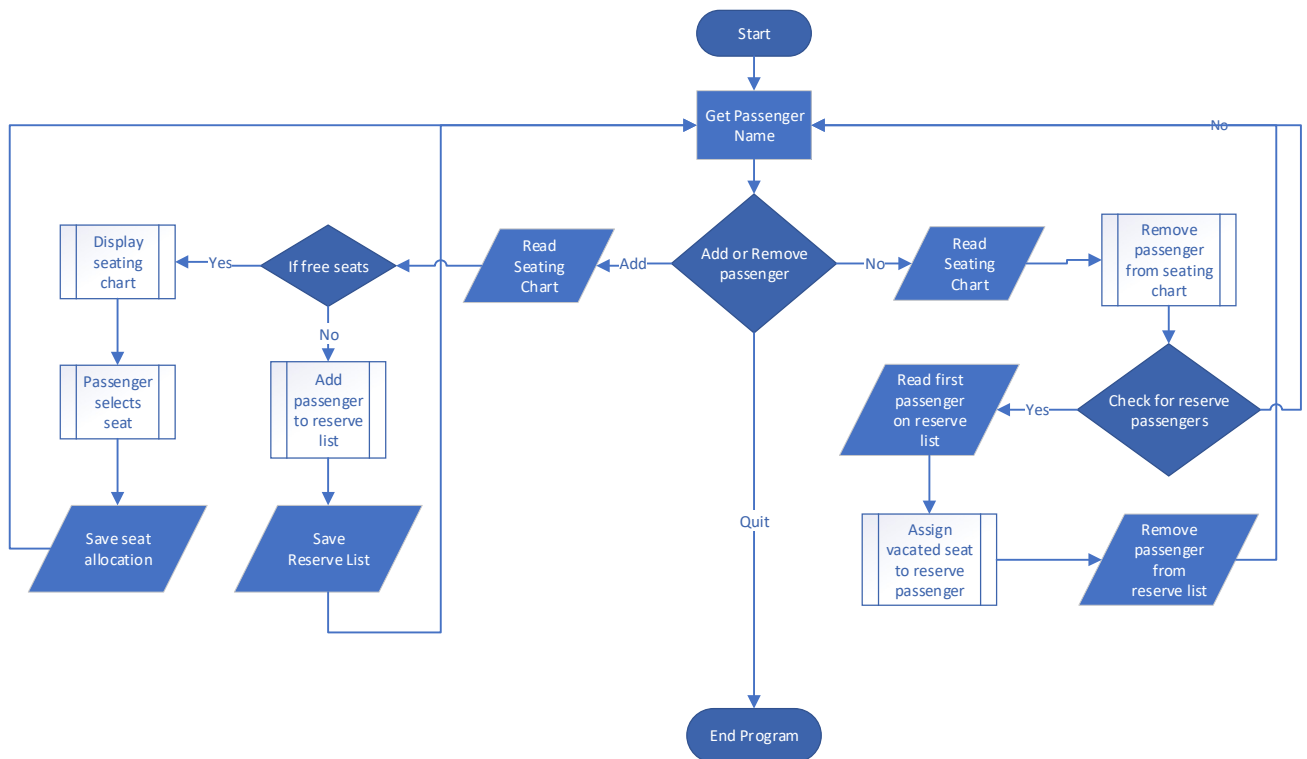 Start
Get Passenger
Name
No
Display
seating
chart
Yes
If free seats
Read
Seating
Chart
Add
Add or Remove
passenger
No
Read
Seating
Chart
Remove
passenger
from seating
chart
No
Passenger
selects
seat
Add
passenger
to reserve
list
Read first
passenger
on reserve
list
Yes
Check for reserve
passengers
Save seat
allocation
Save
Reserve List
Quit
Assign
vacated seat
to reserve
passenger
Remove
passenger
from
reserve list
End Program